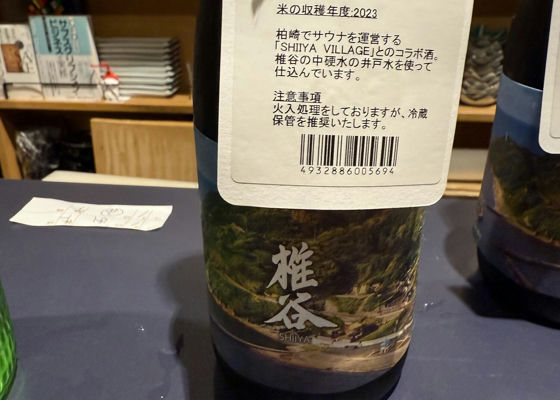 米の収穫年度:2023
柏崎でサウナを運営する
「SHIIYA VILLAGE」とのコラボ酒。
椎谷の中硬水の井戸水を使って
仕込んでいます。
注意事項
火入処理をしておりますが、冷蔵
保管を推奨いたします。
4932886005694
椎谷
SHIIYA